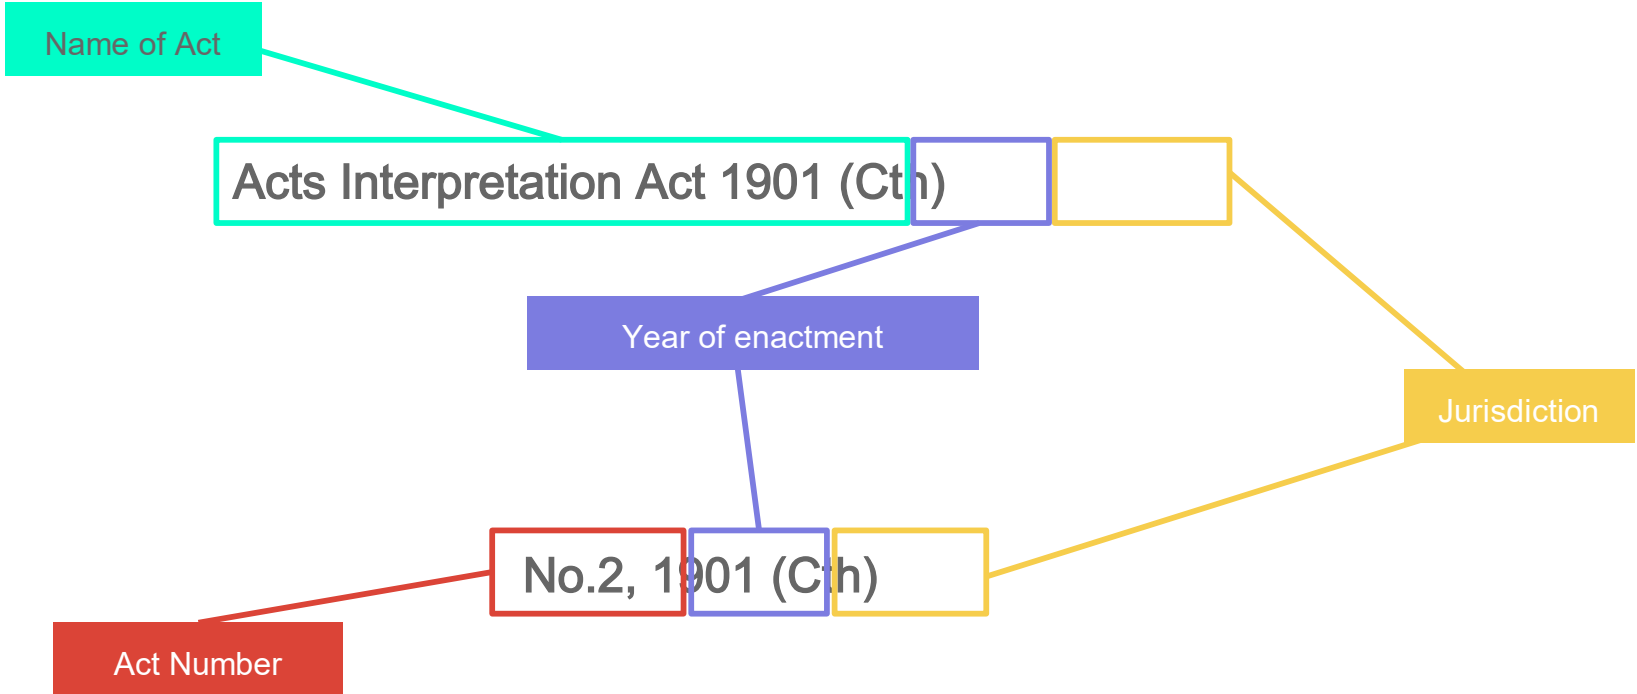 Name of Act
Acts Interpretation Act 1901 (Cth)
Year of enactment
Jurisdiction
No.2, 1901 (Cth)
Act Number